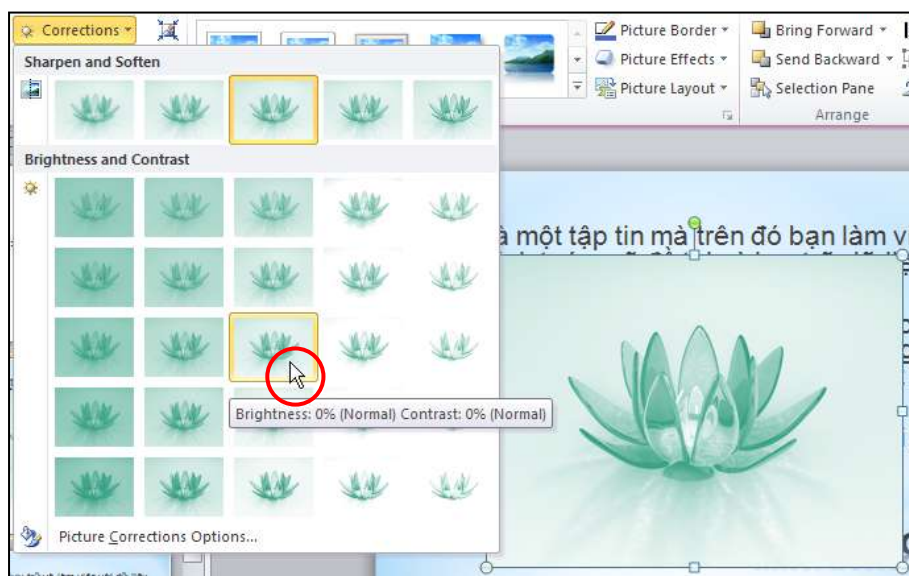 Corrections
Picture Border
Bring Forward
Sharpen and Soften
Picture Effects
Send Backward
Picture Layout
Selection Pane
Arrange
Brightness and Contrast
à một tập tin mà trên đó bạn làm v
Brightness: 0% (Normal) Contrast: 0% (Normal)
Picture Corrections Options...